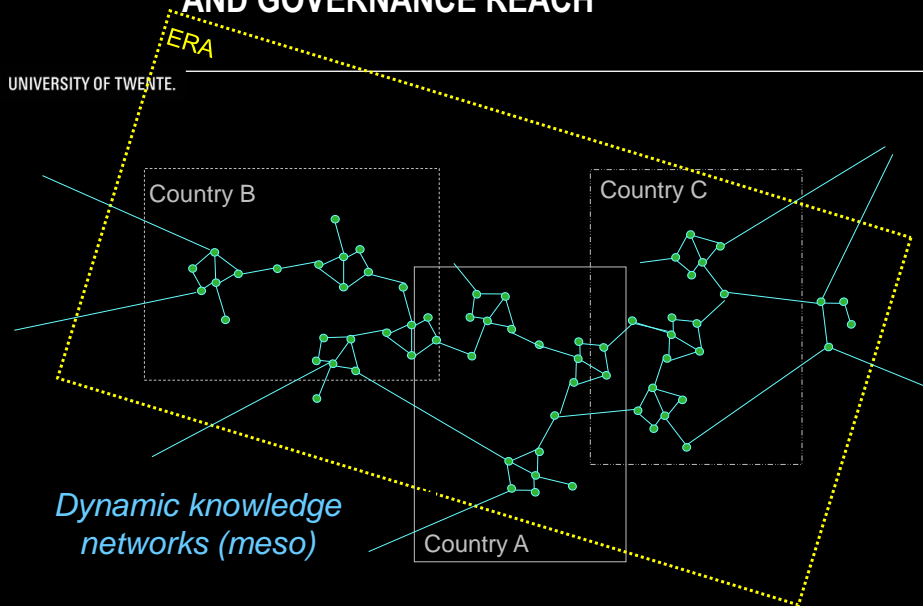 AND GOVERNANCE REACH
ERA
UNIVERSITY OF TWENTE.
Country B
Country C
Dynamic knowledge
networks (meso)
Country A